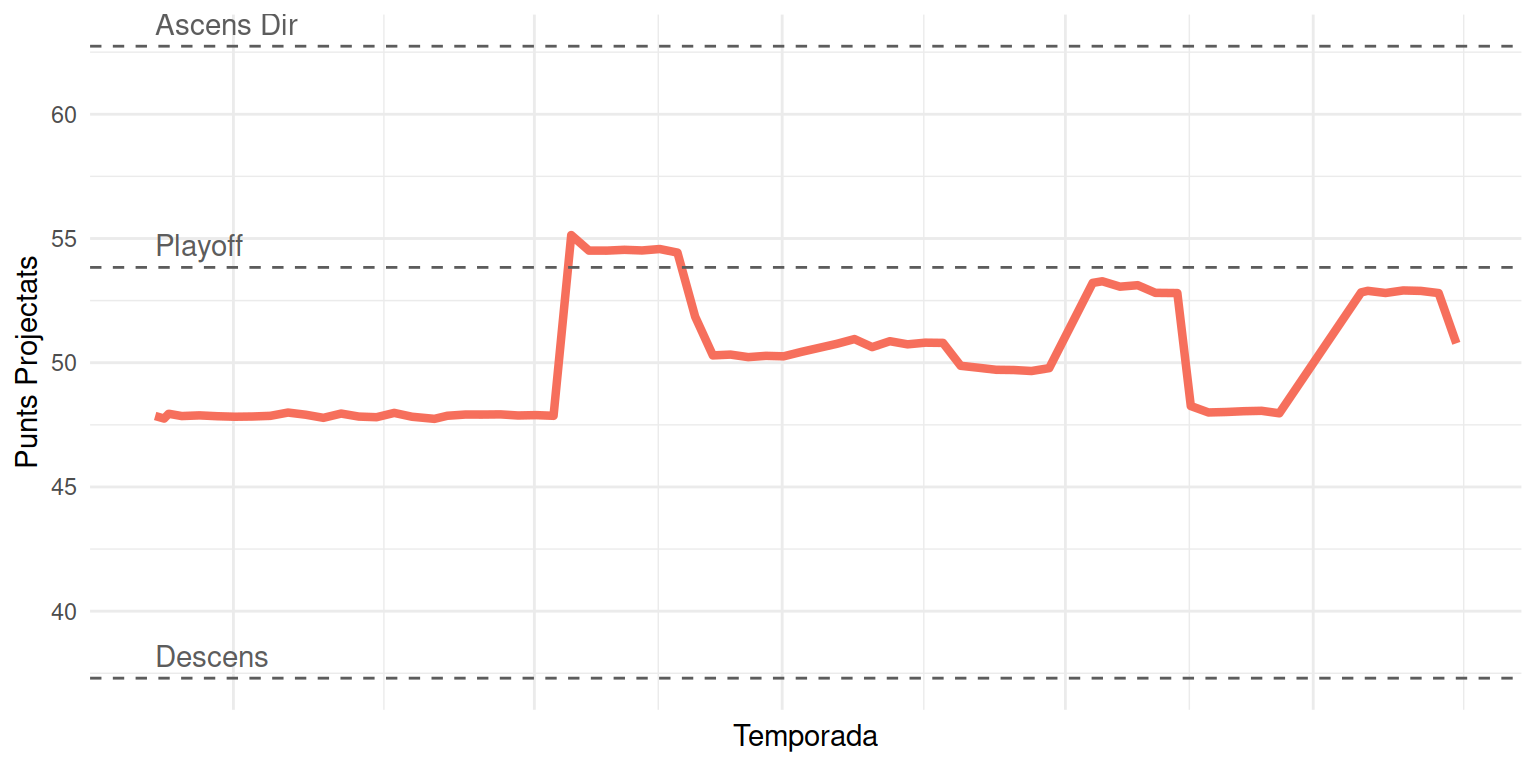 Ascens Dir
60
55
Playoff
50
45
40
Descens
Punts Projectats
Temporada